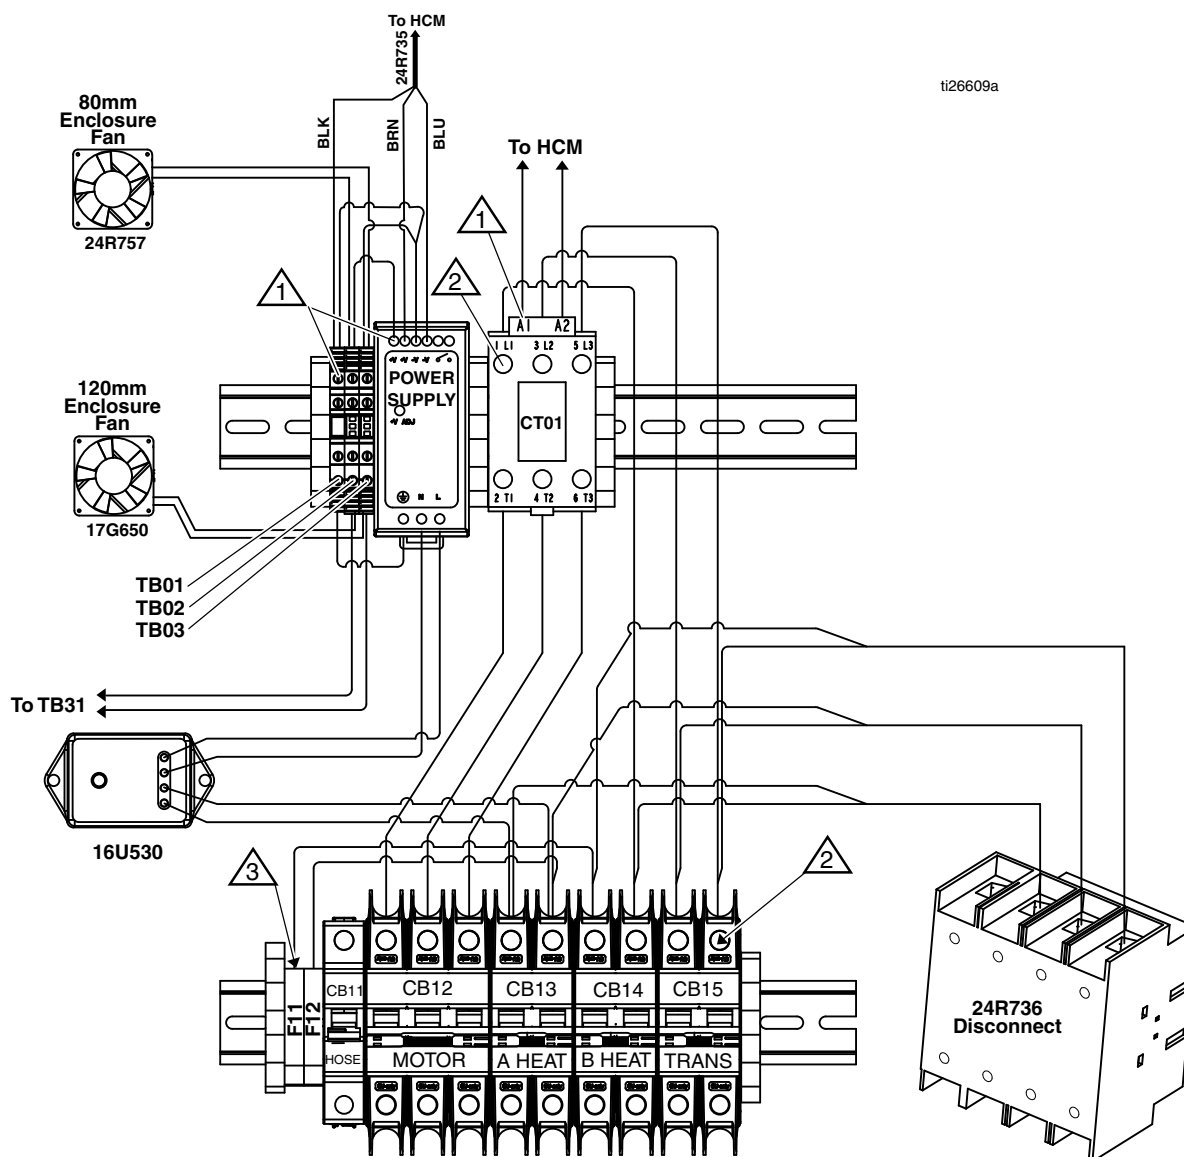 To HCM
24R735
ti26609a
80mm
Enclosure
Fan
24R757
BLK
BRN
BLU
To HCM
1
2
1
A1 A2
1 L1 3 L2 5 L3
+V +V -V -V
POWER
SUPPLY
+V ADJ
N L
CT01
2 T1 4 T2 6 T3
120mm
Enclosure
Fan
17G650
TB01
TB02
TB03
To TB31
16U530
3
2
F11
F12
CB11
CB12
CB13
CB14
CB15
HOSE
MOTOR
A HEAT
B HEAT
TRANS
24R736
Disconnect